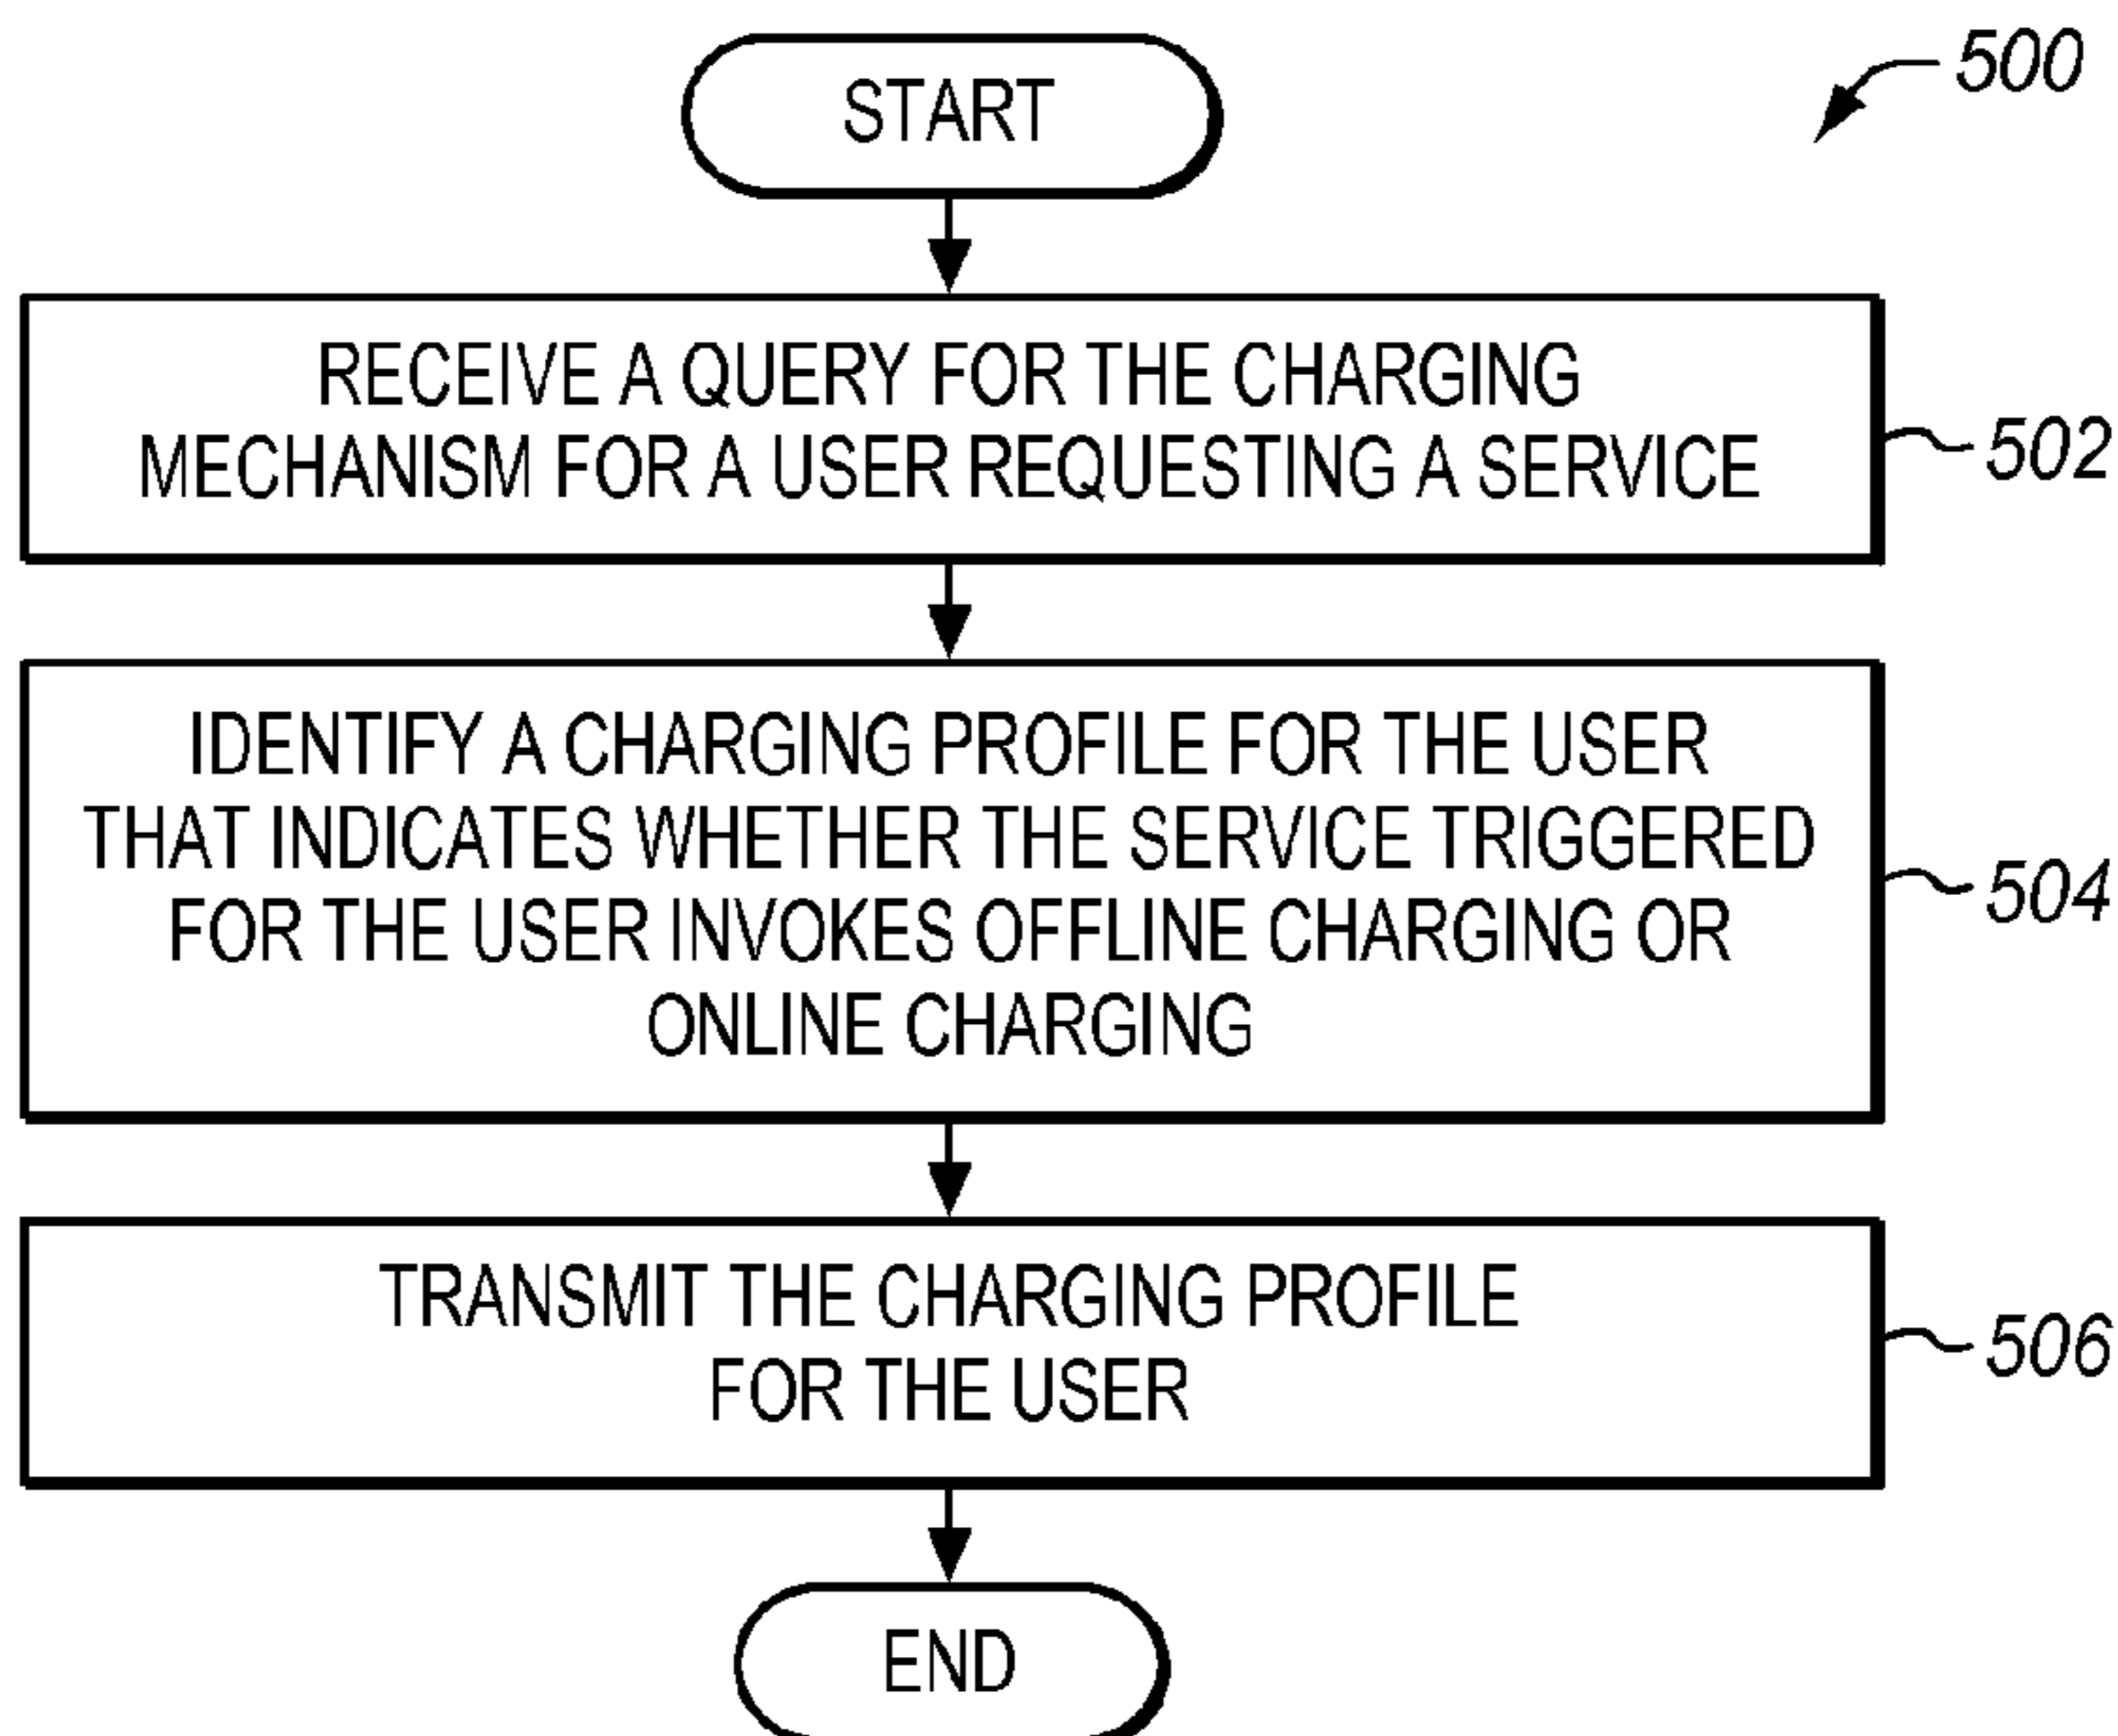 START
500
RECEIVE A QUERY FOR THE CHARGING
MECHANISM FOR A USER REQUESTING A SERVICE
502
IDENTIFY A CHARGING PROFILE FOR THE USER
THAT INDICATES WHETHER THE SERVICE TRIGGERED
FOR THE USER INVOKES OFFLINE CHARGING OR
ONLINE CHARGING
504
TRANSMIT THE CHARGING PROFILE
FOR THE USER
506
END